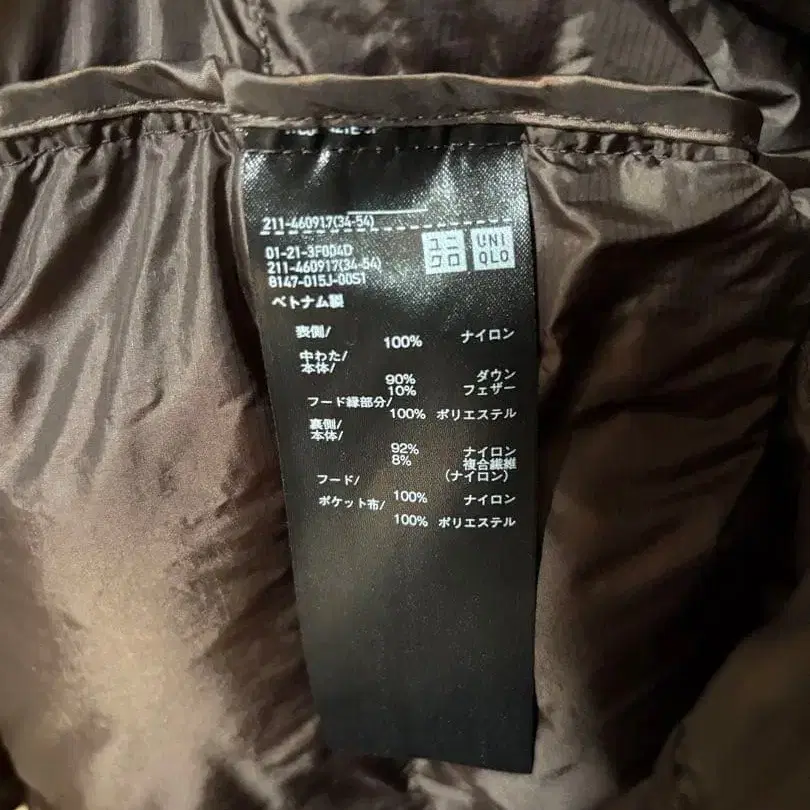 211-460917(34-54)
01-21-3F004D
211-460917(34-54)
8147-015J-00S1
ユニクロ
UNIQLO
ベトナム製
表側/
100% ナイロン
中わた/
本体/
90% ダウン
10% フェザー
フード縁部分/
100% ポリエステル
裏側/
本体/
92% ナイロン
8% 複合繊維
(ナイロン)
フード/
100% ナイロン
ポケット布/
100% ポリエステル